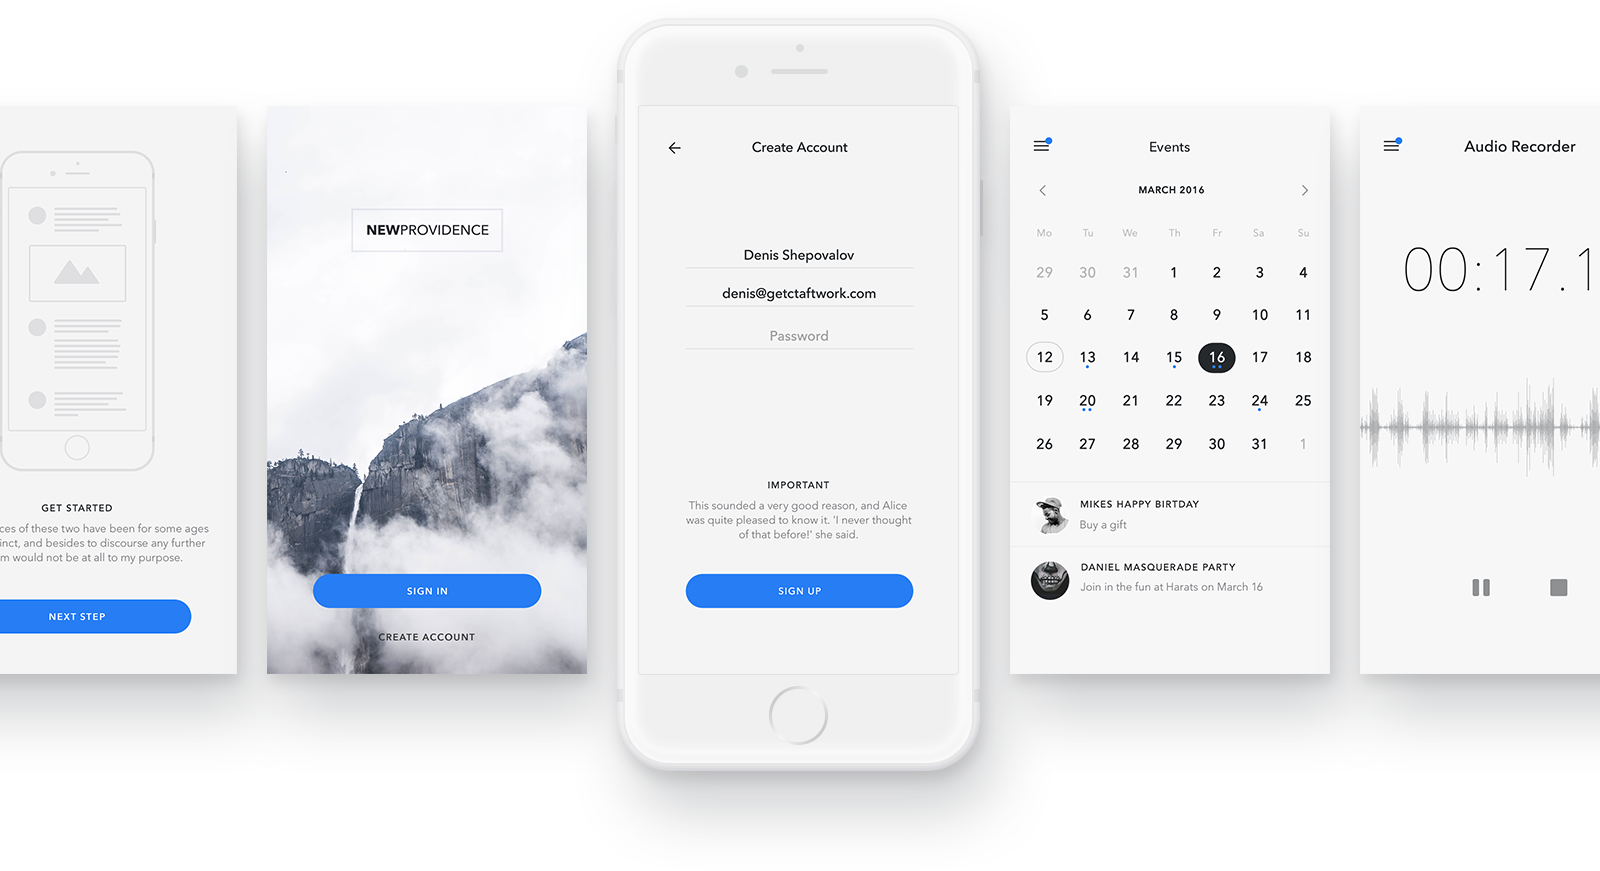 GET STARTED
ces of these two have been for some ages
inct, and besides to discourse any further
m would not be at all to my purpose.
NEXT STEP
NEWPROVIDENCE
SIGN IN
CREATE ACCOUNT
Create Account
Denis Shepovalov
denis@getctaftwork.com
Password
IMPORTANT
This sounded a very good reason, and Alice
was quite pleased to know it. 'I never thought
of that before!' she said.
SIGN UP
Events
MARCH 2016
Mo Tu We Th Fr Sa Su
29 30 31 1 2 3 4
5 6 7 8 9 10 11
12 13 14 15 16 17 18
19 20 21 22 23 24 25
26 27 28 29 30 31 1
MIKES HAPPY BIRTDAY
Buy a gift
DANIEL MASQUERADE PARTY
Join in the fun at Harats on March 16
Audio Recorder
00:17.1